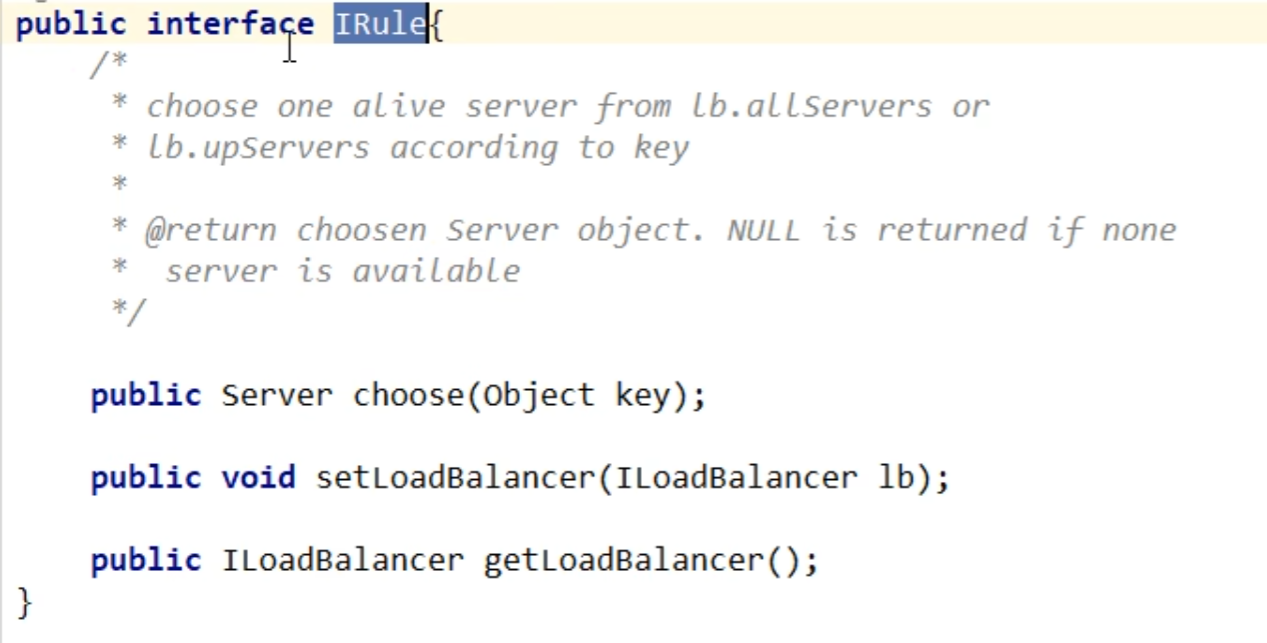 public interface IRule{
/*
* choose one alive server from lb.allServers or
* lb.upServers according to key
*
* @return choosen Server object. NULL is returned if none
*  server is available
*/
public Server choose(Object key);
public void setLoadBalancer(ILoadBalancer lb);
public ILoadBalancer getLoadBalancer();
}